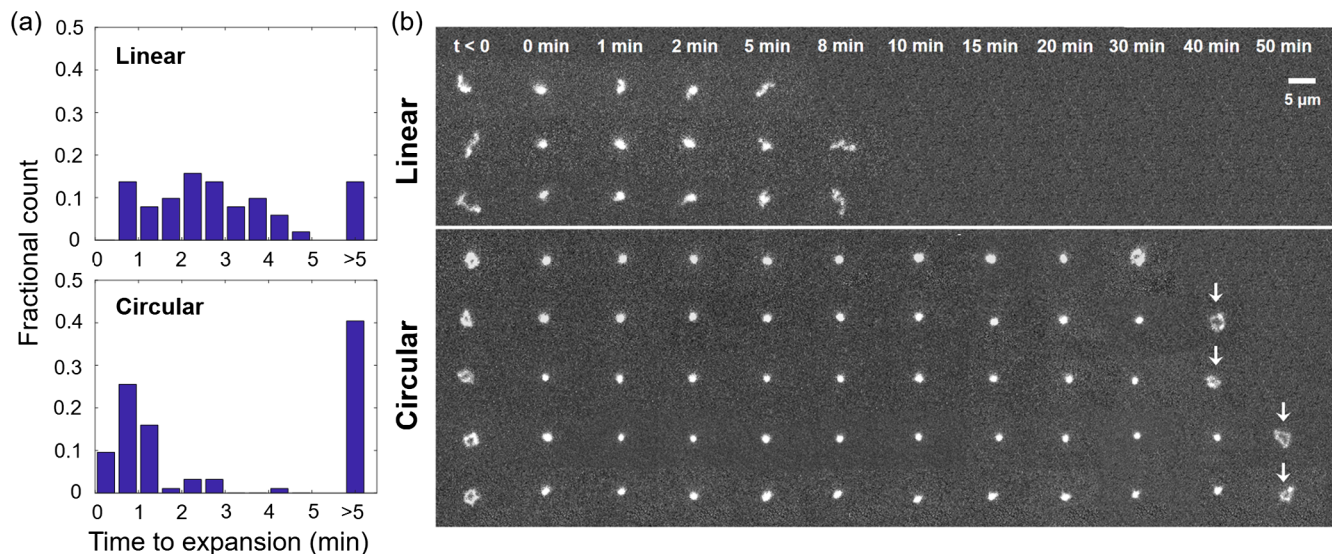 (a)
0.5
0.4
0.3
0.2
0.1
0
Linear
0 1 2 3 4 5 >5
0.5
0.4
0.3
0.2
0.1
0
Circular
0 1 2 3 4 5 >5
Fractional count
Time to expansion (min)
(b)
t < 0 0 min 1 min 2 min 5 min 8 min 10 min 15 min 20 min 30 min 40 min 50 min
5 µm
Linear
Circular